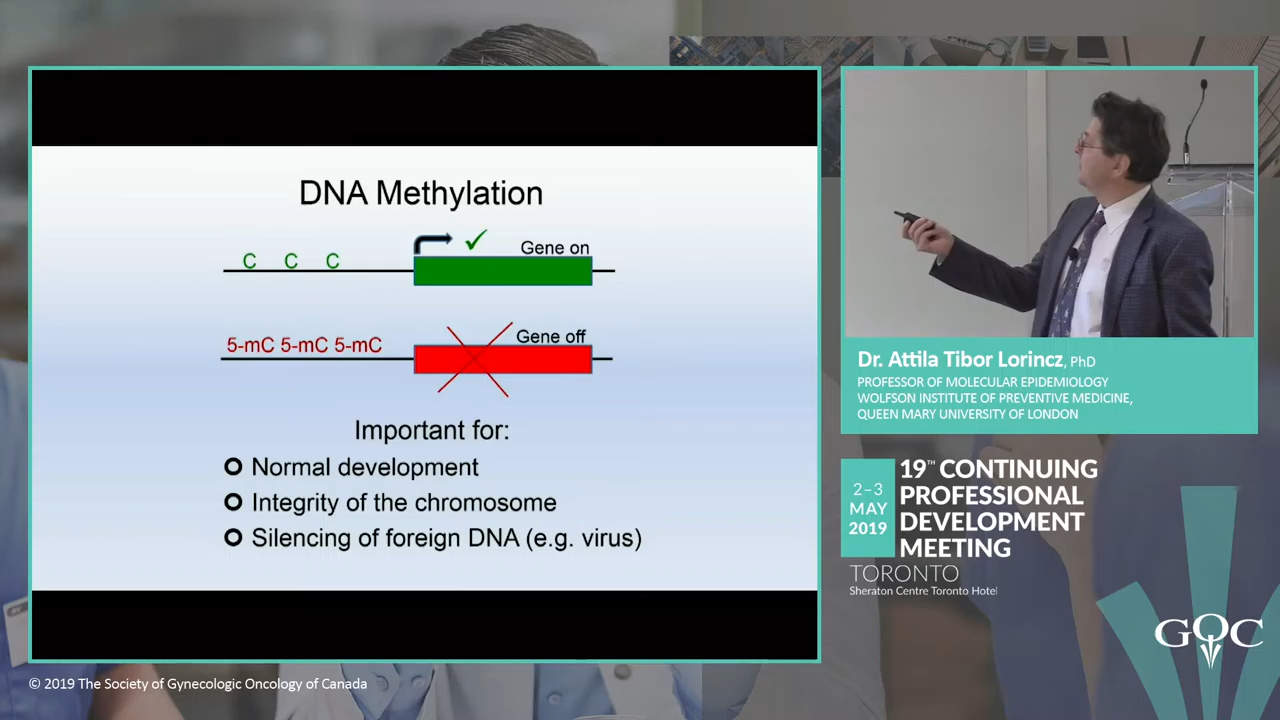 DNA Methylation
C C C
Gene on
5-mC 5-mC 5-mC
Gene off
Important for:
Normal development
Integrity of the chromosome
Silencing of foreign DNA (e.g. virus)
Dr. Attila Tibor Lorincz, PhD
PROFESSOR OF MOLECULAR EPIDEMIOLOGY
WOLFSON INSTITUTE OF PREVENTIVE MEDICINE,
QUEEN MARY UNIVERSITY OF LONDON
2–3
MAY
2019
19TH CONTINUING
PROFESSIONAL
DEVELOPMENT
MEETING
TORONTO
Sheraton Centre Toronto Hotel
GOC
© 2019 The Society of Gynecologic Oncology of Canada